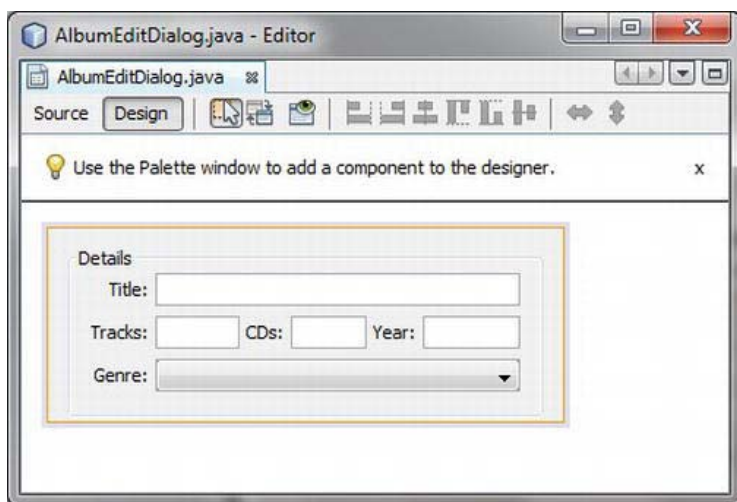 AlbumEditDialog.java - Editor
AlbumEditDialog.java
Source Design
Use the Palette window to add a component to the designer. x
Details
Title:
Tracks: CDs: Year:
Genre: